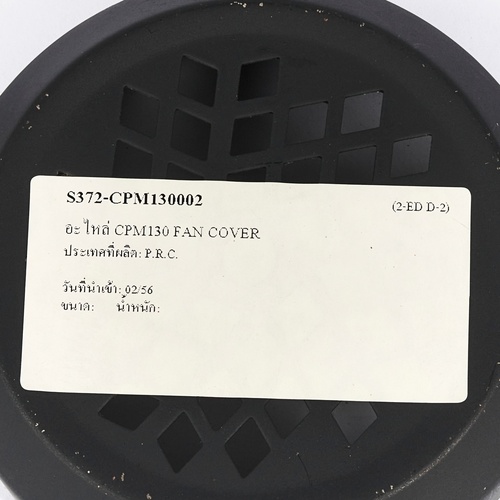 S372-CPM130002 (2-ED D-2)
อะไหล่ CPM130 FAN COVER
ประเทศที่ผลิต: P.R.C.
วันที่นำเข้า: 02/56
ขนาด: น้ำหนัก: